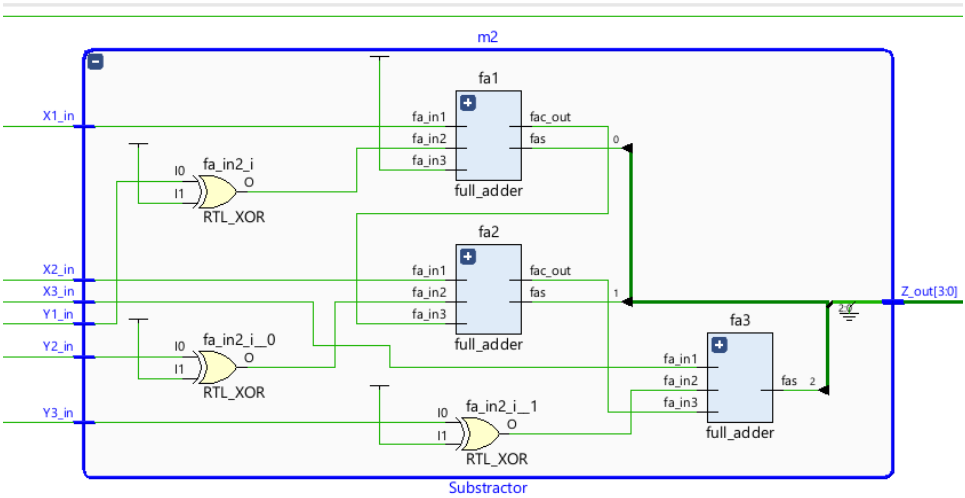 m2
fa1
X1_in
fa_in1
fac_out
fa_in2
fas
0
fa_in3
full_adder
fa_in2_i
I0
O
I1
RTL_XOR
fa2
X2_in
fa_in1
fac_out
X3_in
fa_in2
fas
1
Z_out[3:0]
Y1_in
fa_in3
2:0
full_adder
fa3
fa_in2_i__0
Y2_in
I0
O
I1
RTL_XOR
fa_in1
fa_in2
fas
2
fa_in3
full_adder
fa_in2_i__1
Y3_in
I0
O
I1
RTL_XOR
Substractor